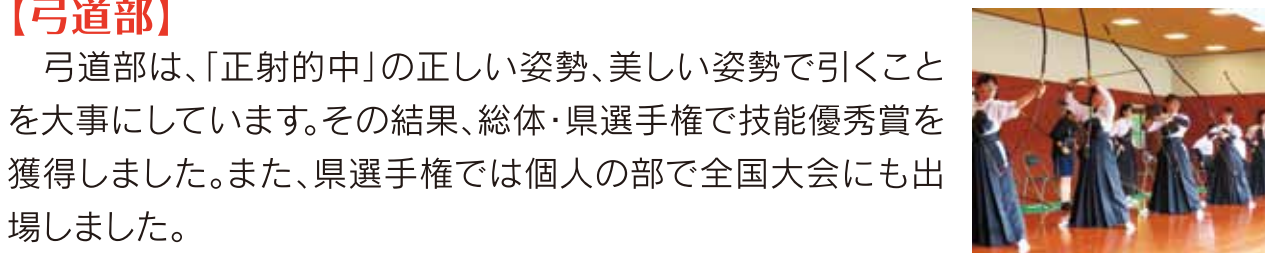 【弓道部】
弓道部は、「正射的中」の正しい姿勢、美しい姿勢で引くこと
を大事にしています。その結果、総体・県選手権で技能優秀賞を
獲得しました。また、県選手権では個人の部で全国大会にも出
場しました。